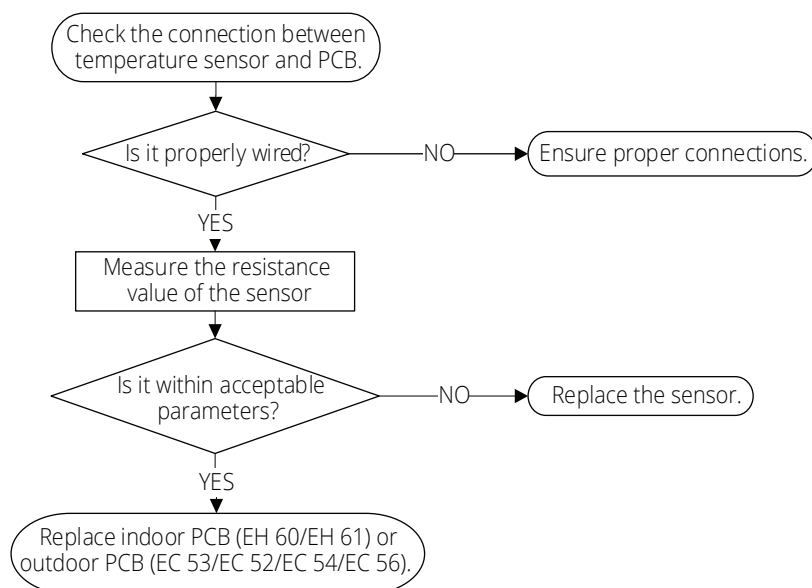 Check the connection between
temperature sensor and PCB.
Is it properly wired?
NO
Ensure proper connections.
YES
Measure the resistance
value of the sensor
Is it within acceptable
parameters?
NO
Replace the sensor.
YES
Replace indoor PCB (EH 60/EH 61) or
outdoor PCB (EC 53/EC 52/EC 54/EC 56).